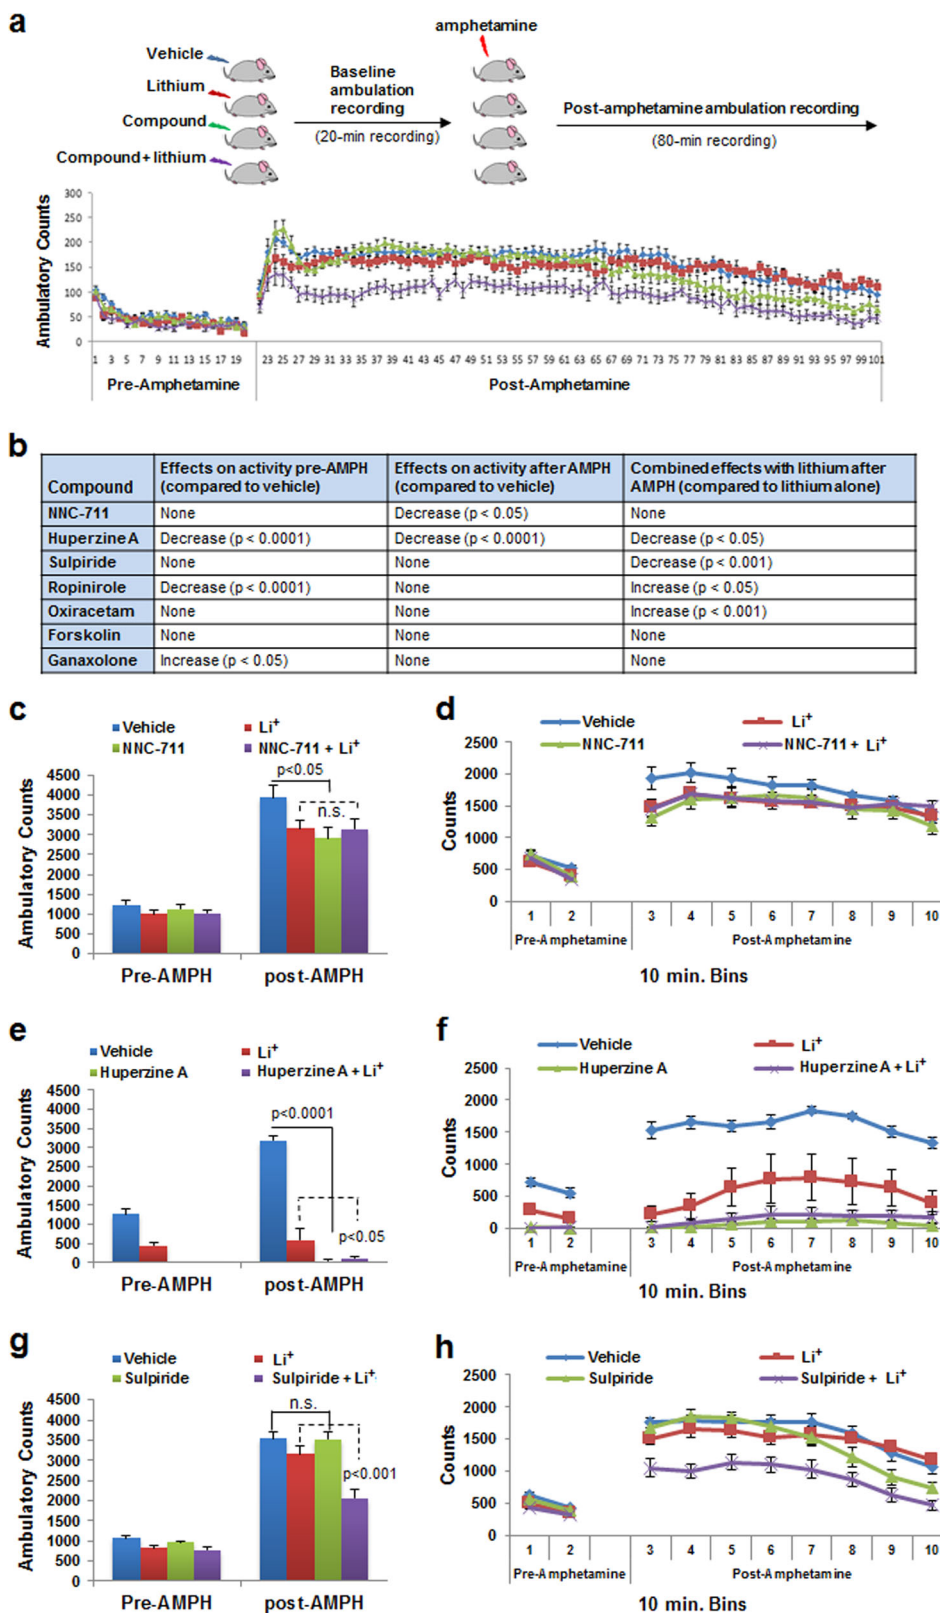 a
amphetamine
Vehicle
Lithium
Compound
Compound + lithium
Baseline
ambulation
recording
(20-min recording)
Post-amphetamine ambulation recording
(80-min recording)
Ambulatory Counts
300
250
200
150
100
50
0
1 3 5 7 9 11 13 15 17 19 23 25 27 29 31 33 35 37 39 41 43 45 47 49 51 53 55 57 59 61 63 65 67 69 71 73 75 77 79 81 83 85 87 89 91 93 95 97 99 101
Pre-Amphetamine Post-Amphetamine
b
Compound
Effects on activity pre-AMPH
(compared to vehicle)
Effects on activity after AMPH
(compared to vehicle)
Combined effects with lithium after
AMPH (compared to lithium alone)
NNC-711 None Decrease (p < 0.05) None
Huperzine A Decrease (p < 0.0001) Decrease (p < 0.0001) Decrease (p < 0.05)
Sulpiride None None Decrease (p < 0.001)
Ropinirole Decrease (p < 0.0001) None Increase (p < 0.05)
Oxiracetam None None Increase (p < 0.001)
Forskolin None None None
Ganaxolone Increase (p < 0.05) None None
c
Vehicle Li+
NNC-711 NNC-711 + Li+
Ambulatory Counts
4500
4000
3500
3000
2500
2000
1500
1000
500
0
p<0.05
n.s.
Pre-AMPH post-AMPH
d
Vehicle Li+
NNC-711 NNC-711 + Li+
Counts
2500
2000
1500
1000
500
0
1 2 3 4 5 6 7 8 9 10
Pre-Amphetamine Post-Amphetamine
10 min. Bins
e
Vehicle Li+
Huperzine A Huperzine A + Li+
Ambulatory Counts
4500
4000
3500
3000
2500
2000
1500
1000
500
0
p<0.0001
p<0.05
Pre-AMPH post-AMPH
f
Vehicle Li+
Huperzine A Huperzine A + Li+
Counts
2500
2000
1500
1000
500
0
1 2 3 4 5 6 7 8 9 10
Pre-Amphetamine Post-Amphetamine
10 min. Bins
g
Vehicle Li+
Sulpiride Sulpiride + Li+
Ambulatory Counts
4500
4000
3500
3000
2500
2000
1500
1000
500
0
n.s.
p<0.001
Pre-AMPH post-AMPH
h
Vehicle Li+
Sulpiride Sulpiride + Li+
Counts
2500
2000
1500
1000
500
0
1 2 3 4 5 6 7 8 9 10
Pre-Amphetamine Post-Amphetamine
10 min. Bins